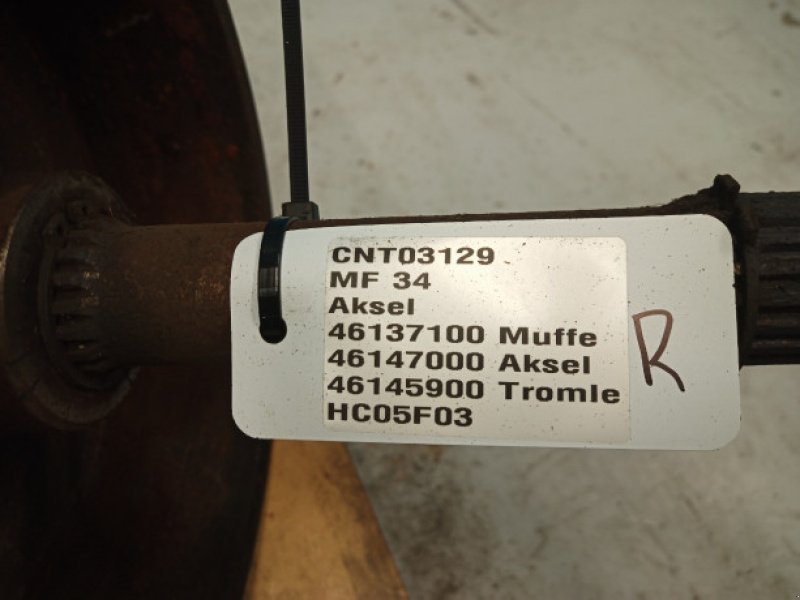 CNT03129
MF 34
Aksel
46137100 Muffe
46147000 Aksel
46145900 Tromle
HC05F03
R